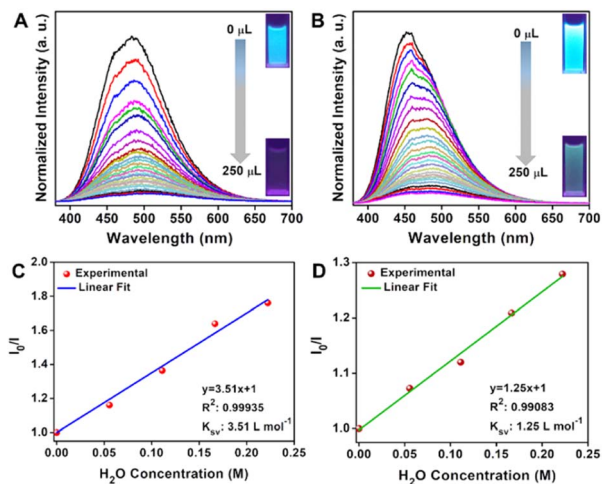 A
0 μL
250 μL
Normalized Intensity (a. u.)
400 450 500 550 600 650 700
Wavelength (nm)
B
0 μL
250 μL
Normalized Intensity (a. u.)
400 450 500 550 600 650 700
Wavelength (nm)
C
Experimental
Linear Fit
I0/I
1.8
1.6
1.4
1.2
1.0
y=3.51x+1
R²: 0.99935
Ksv: 3.51 L mol⁻¹
0.00 0.05 0.10 0.15 0.20 0.25
H₂O Concentration (M)
D
Experimental
Linear Fit
I0/I
1.3
1.2
1.1
1.0
y=1.25x+1
R²: 0.99083
Ksv: 1.25 L mol⁻¹
0.00 0.05 0.10 0.15 0.20 0.25
H₂O Concentration (M)